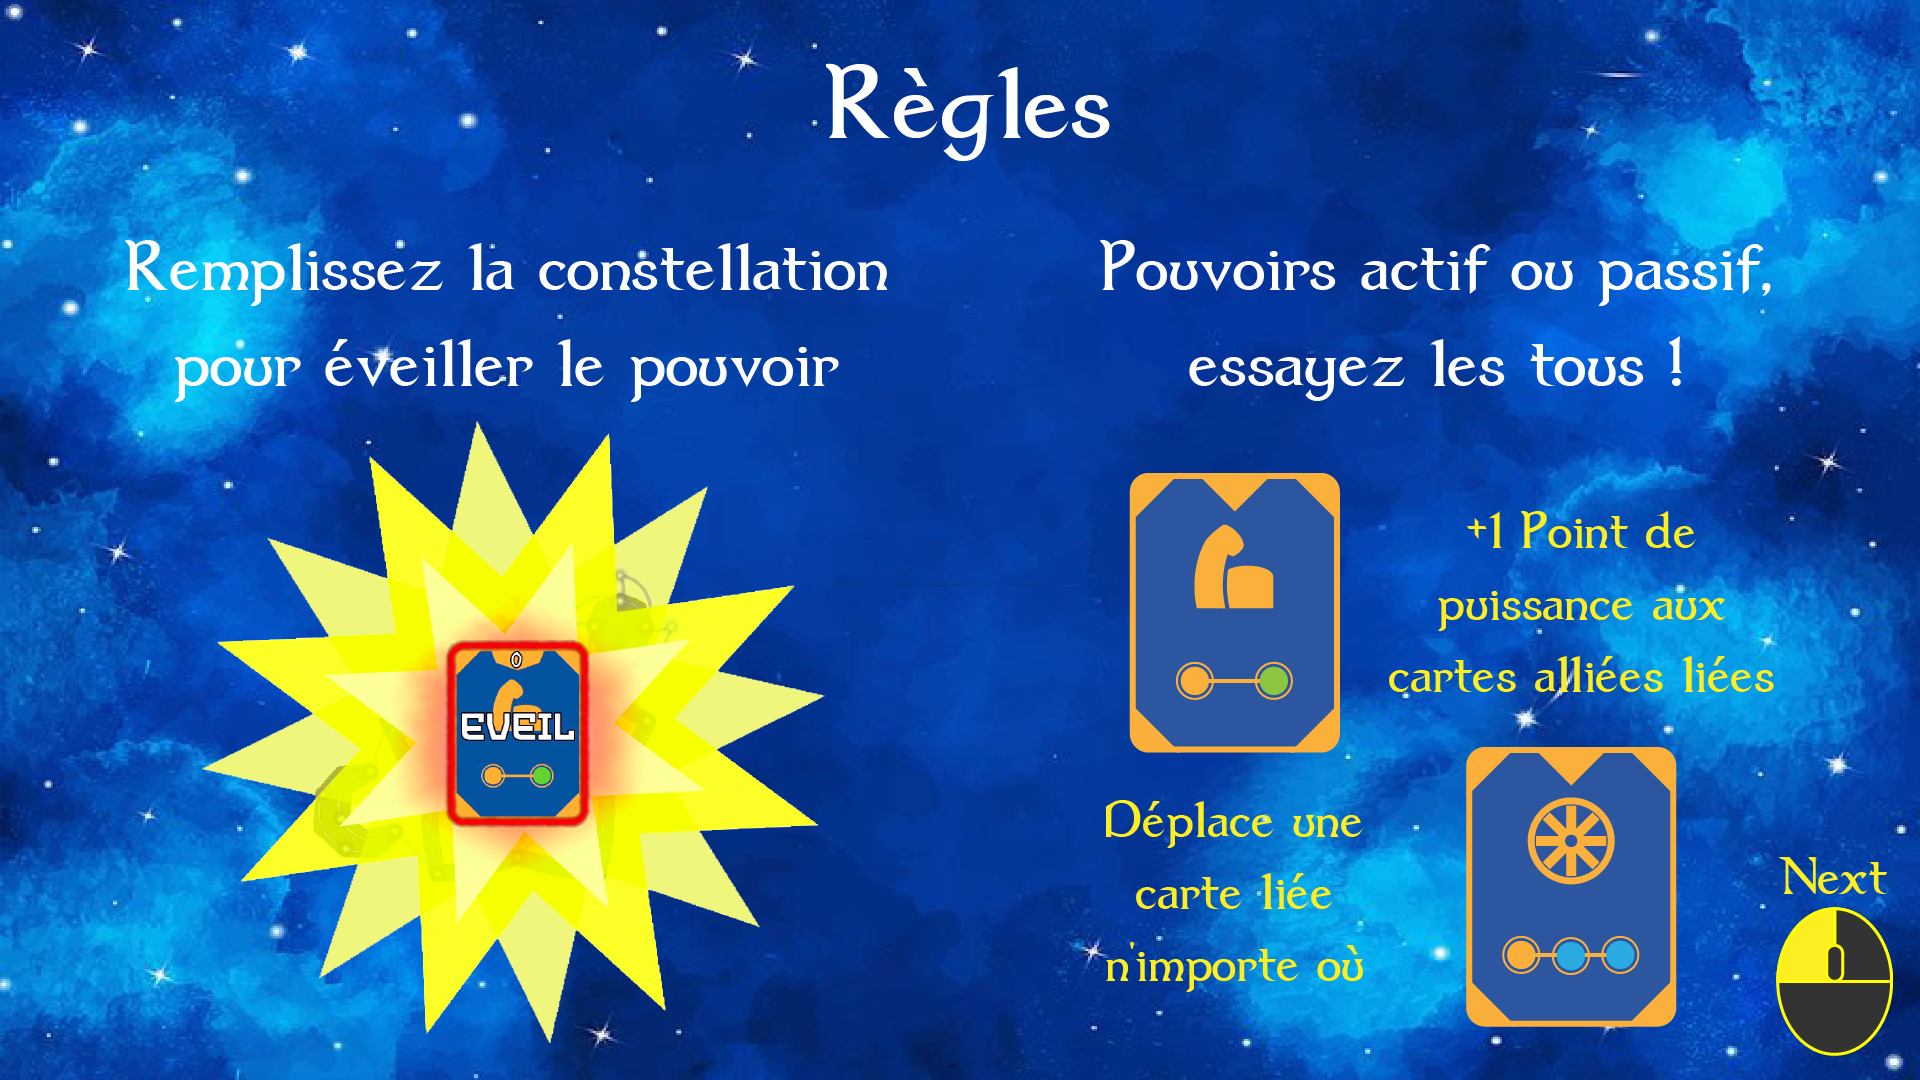 Règles
Remplissez la constellation
pour éveiller le pouvoir
0
EVEIL
Pouvoirs actif ou passif,
essayez les tous !
+1 Point de
puissance aux
cartes alliées liées
Déplace une
carte liée
n'importe où
Next